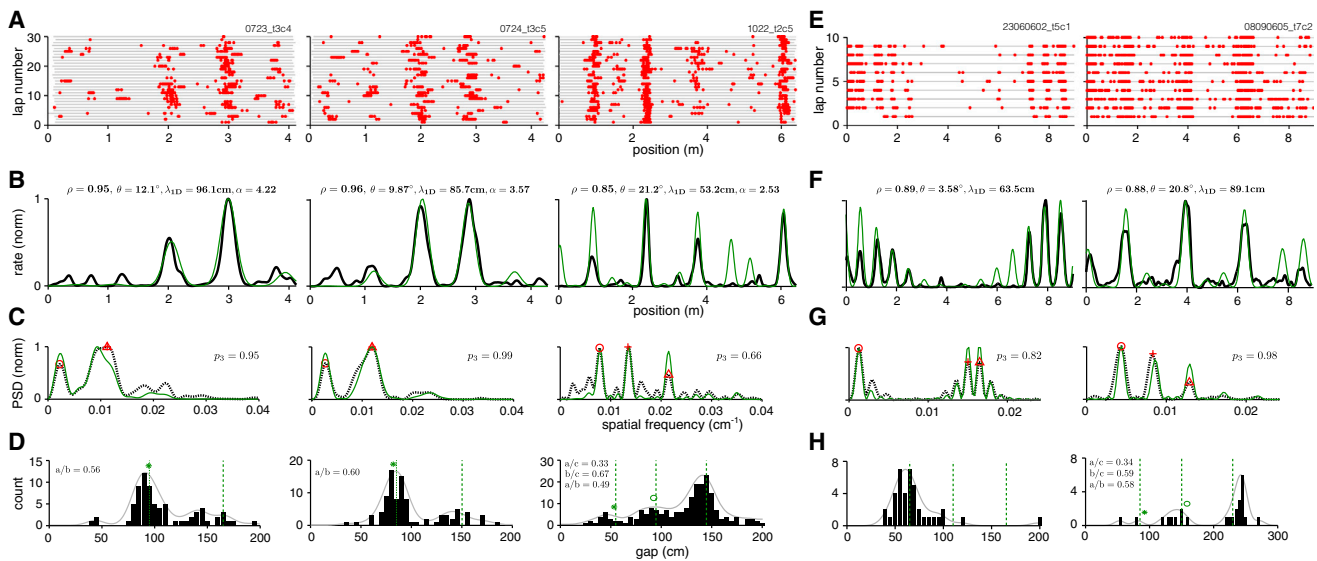 A
0723_t3c4
0724_t3c5
1022_t2c5
lap number
30
20
10
0
0 1 2 3 4
0 1 2 3 4
0 2 4 6
position (m)
E
23060602_t5c1
08090605_t7c2
lap number
10
5
0
0 2 4 6 8
0 2 4 6 8
B
ρ = 0.95, θ = 12.1°, λ1D = 96.1cm, α = 4.22
ρ = 0.96, θ = 9.87°, λ1D = 85.7cm, α = 3.57
ρ = 0.85, θ = 21.2°, λ1D = 53.2cm, α = 2.53
rate (norm)
1
0
0 1 2 3 4
0 1 2 3 4
0 2 4 6
position (m)
F
ρ = 0.89, θ = 3.58°, λ1D = 63.5cm
ρ = 0.88, θ = 20.8°, λ1D = 89.1cm
1
0
0 2 4 6 8
0 2 4 6 8
C
p3 = 0.95
p3 = 0.99
p3 = 0.66
PSD (norm)
1
0
0 0.01 0.02 0.03 0.04
0 0.01 0.02 0.03 0.04
0 0.01 0.02 0.03 0.04
spatial frequency (cm-1)
G
p3 = 0.82
p3 = 0.98
1
0
0 0.01 0.02
0 0.01 0.02
D
a/b = 0.56
a/b = 0.60
a/c = 0.33
b/c = 0.67
a/b = 0.49
count
15
10
5
0
20
10
0
20
10
0
0 50 100 150 200
0 50 100 150 200
0 50 100 150 200
gap (cm)
H
a/c = 0.34
b/c = 0.59
a/b = 0.58
8
6
4
2
0
8
6
4
2
0
0 50 100 150 200
0 100 200 300